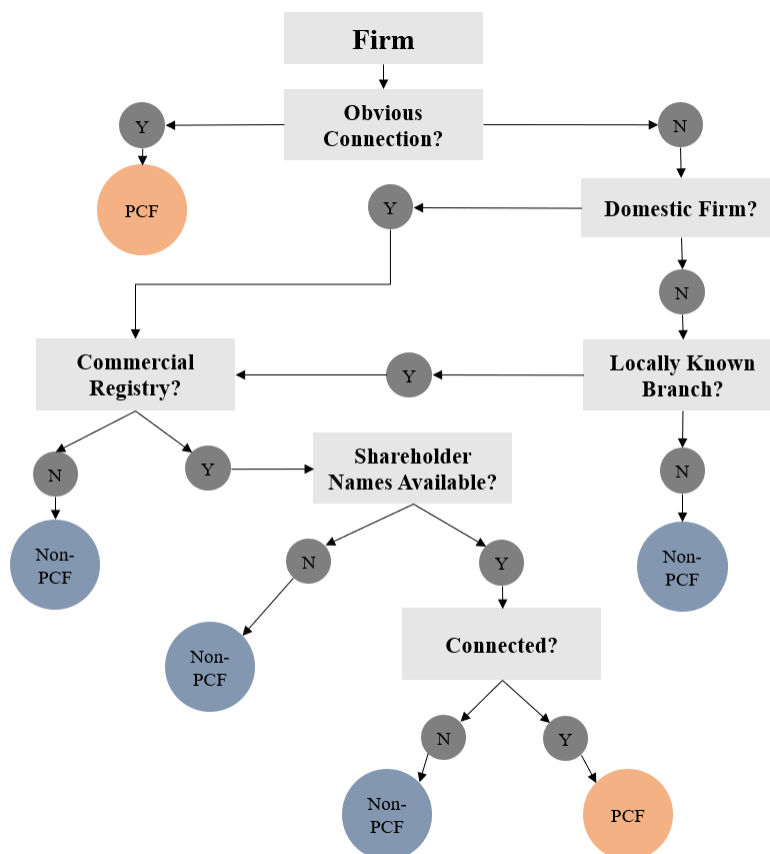 Firm
Obvious
Connection?
Y
N
PCF
Y
Domestic Firm?
N
Commercial
Registry?
Y
Locally Known
Branch?
N
Y
Shareholder
Names Available?
N
Non-
PCF
N
Y
Non-
PCF
Non-
PCF
Connected?
N
Y
Non-
PCF
PCF